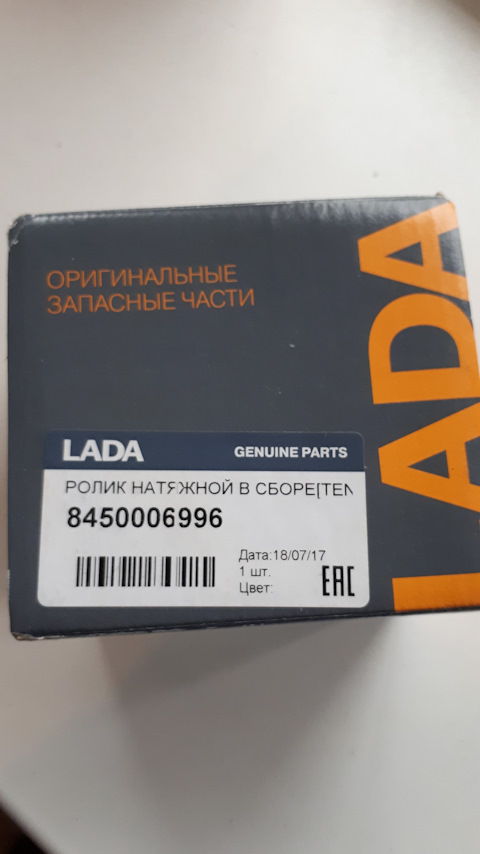 ОРИГИНАЛЬНЫЕ
ЗАПАСНЫЕ ЧАСТИ
LADA
LADA GENUINE PARTS
РОЛИК НАТЯЖНОЙ В СБОРЕ[TEN
8450006996
Дата:18/07/17
1 шт.
Цвет:
EAC